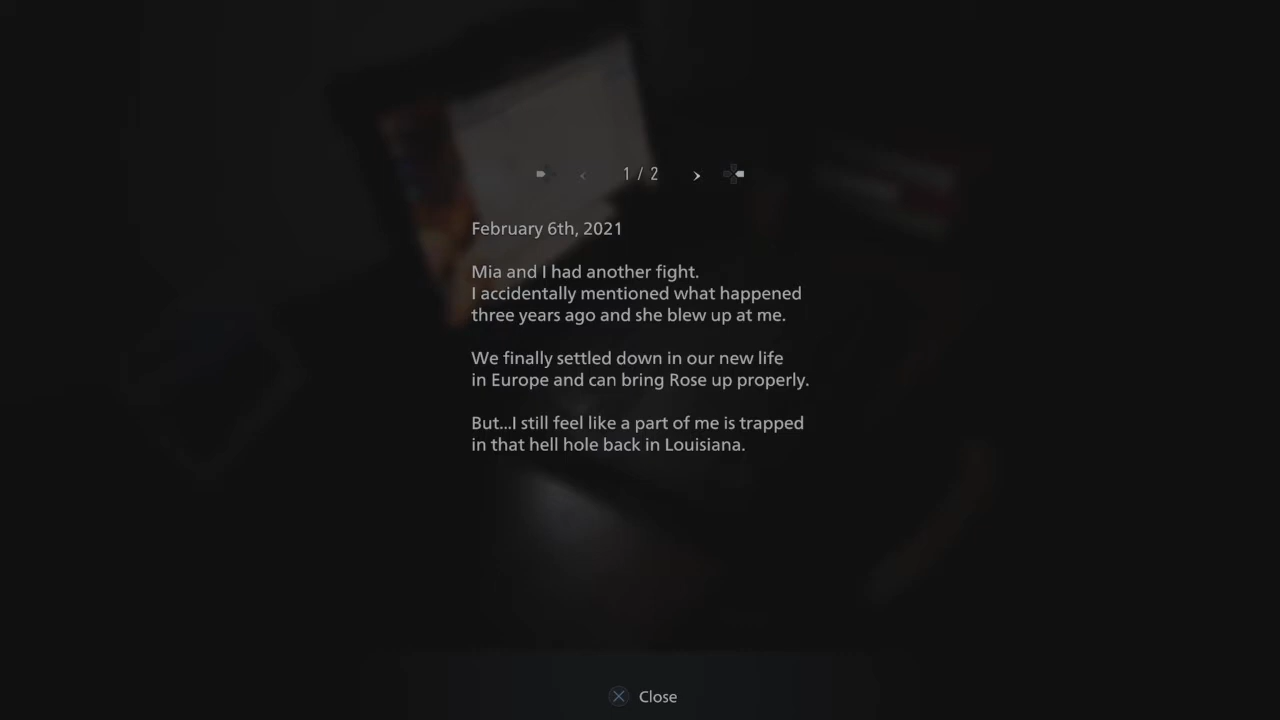 1 / 2
February 6th, 2021
Mia and I had another fight.
I accidentally mentioned what happened
three years ago and she blew up at me.
We finally settled down in our new life
in Europe and can bring Rose up properly.
But...I still feel like a part of me is trapped
in that hell hole back in Louisiana.
Close